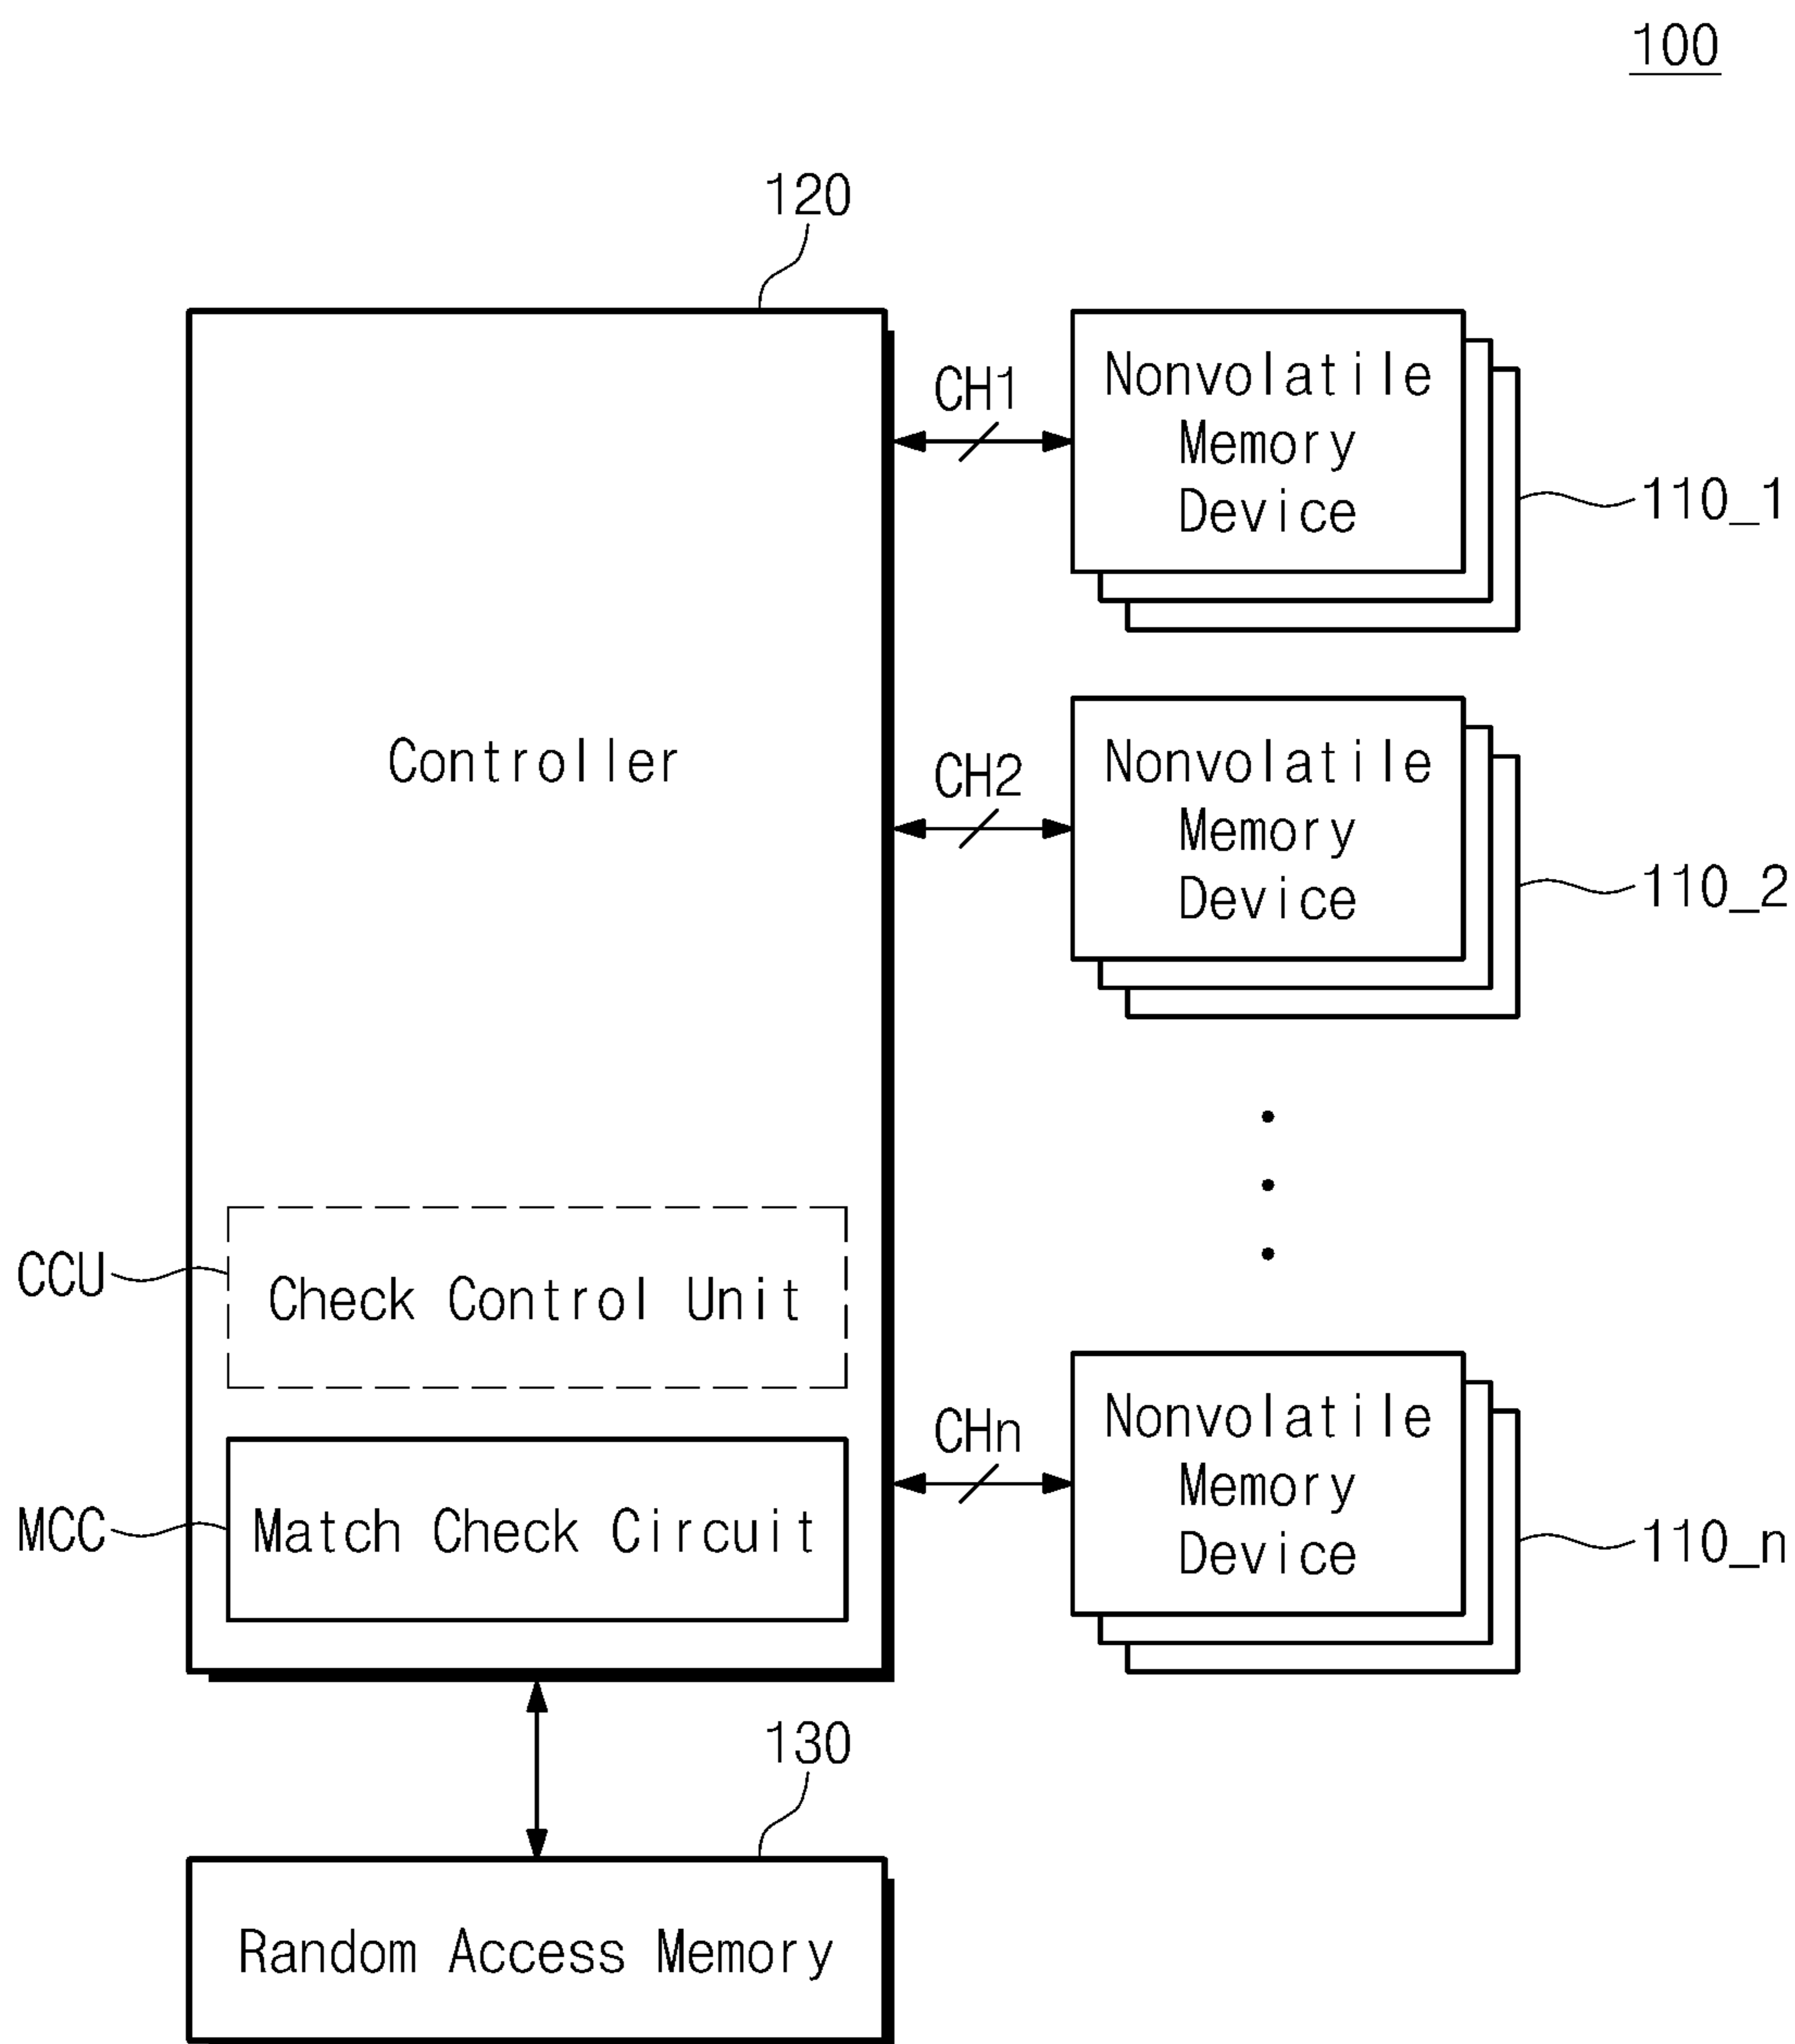 100
120
CH1
Nonvolatile
Memory
Device
110_1
Controller
CH2
Nonvolatile
Memory
Device
110_2
CCU
Check Control Unit
CHn
Nonvolatile
Memory
Device
110_n
MCC
Match Check Circuit
130
Random Access Memory